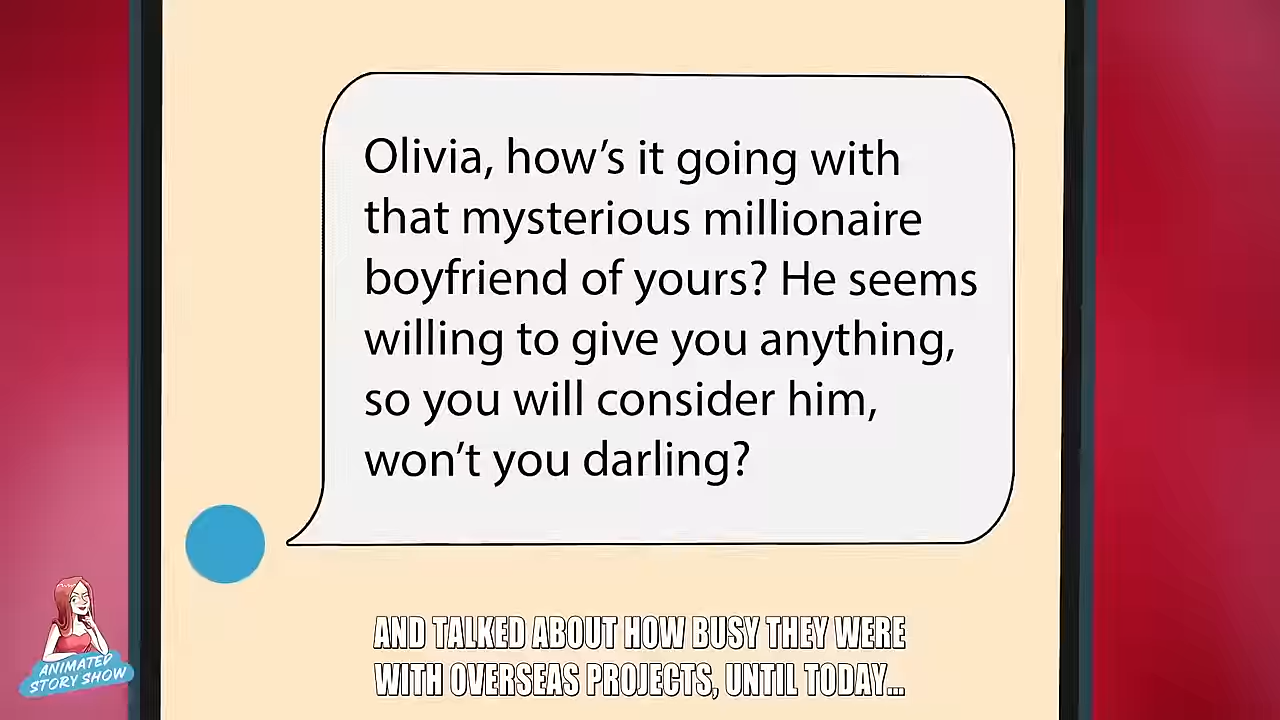 Olivia, how's it going with
that mysterious millionaire
boyfriend of yours? He seems
willing to give you anything,
so you will consider him,
won't you darling?
AND TALKED ABOUT HOW BUSY THEY WERE
WITH OVERSEAS PROJECTS, UNTIL TODAY...
ANIMATED
STORY SHOW